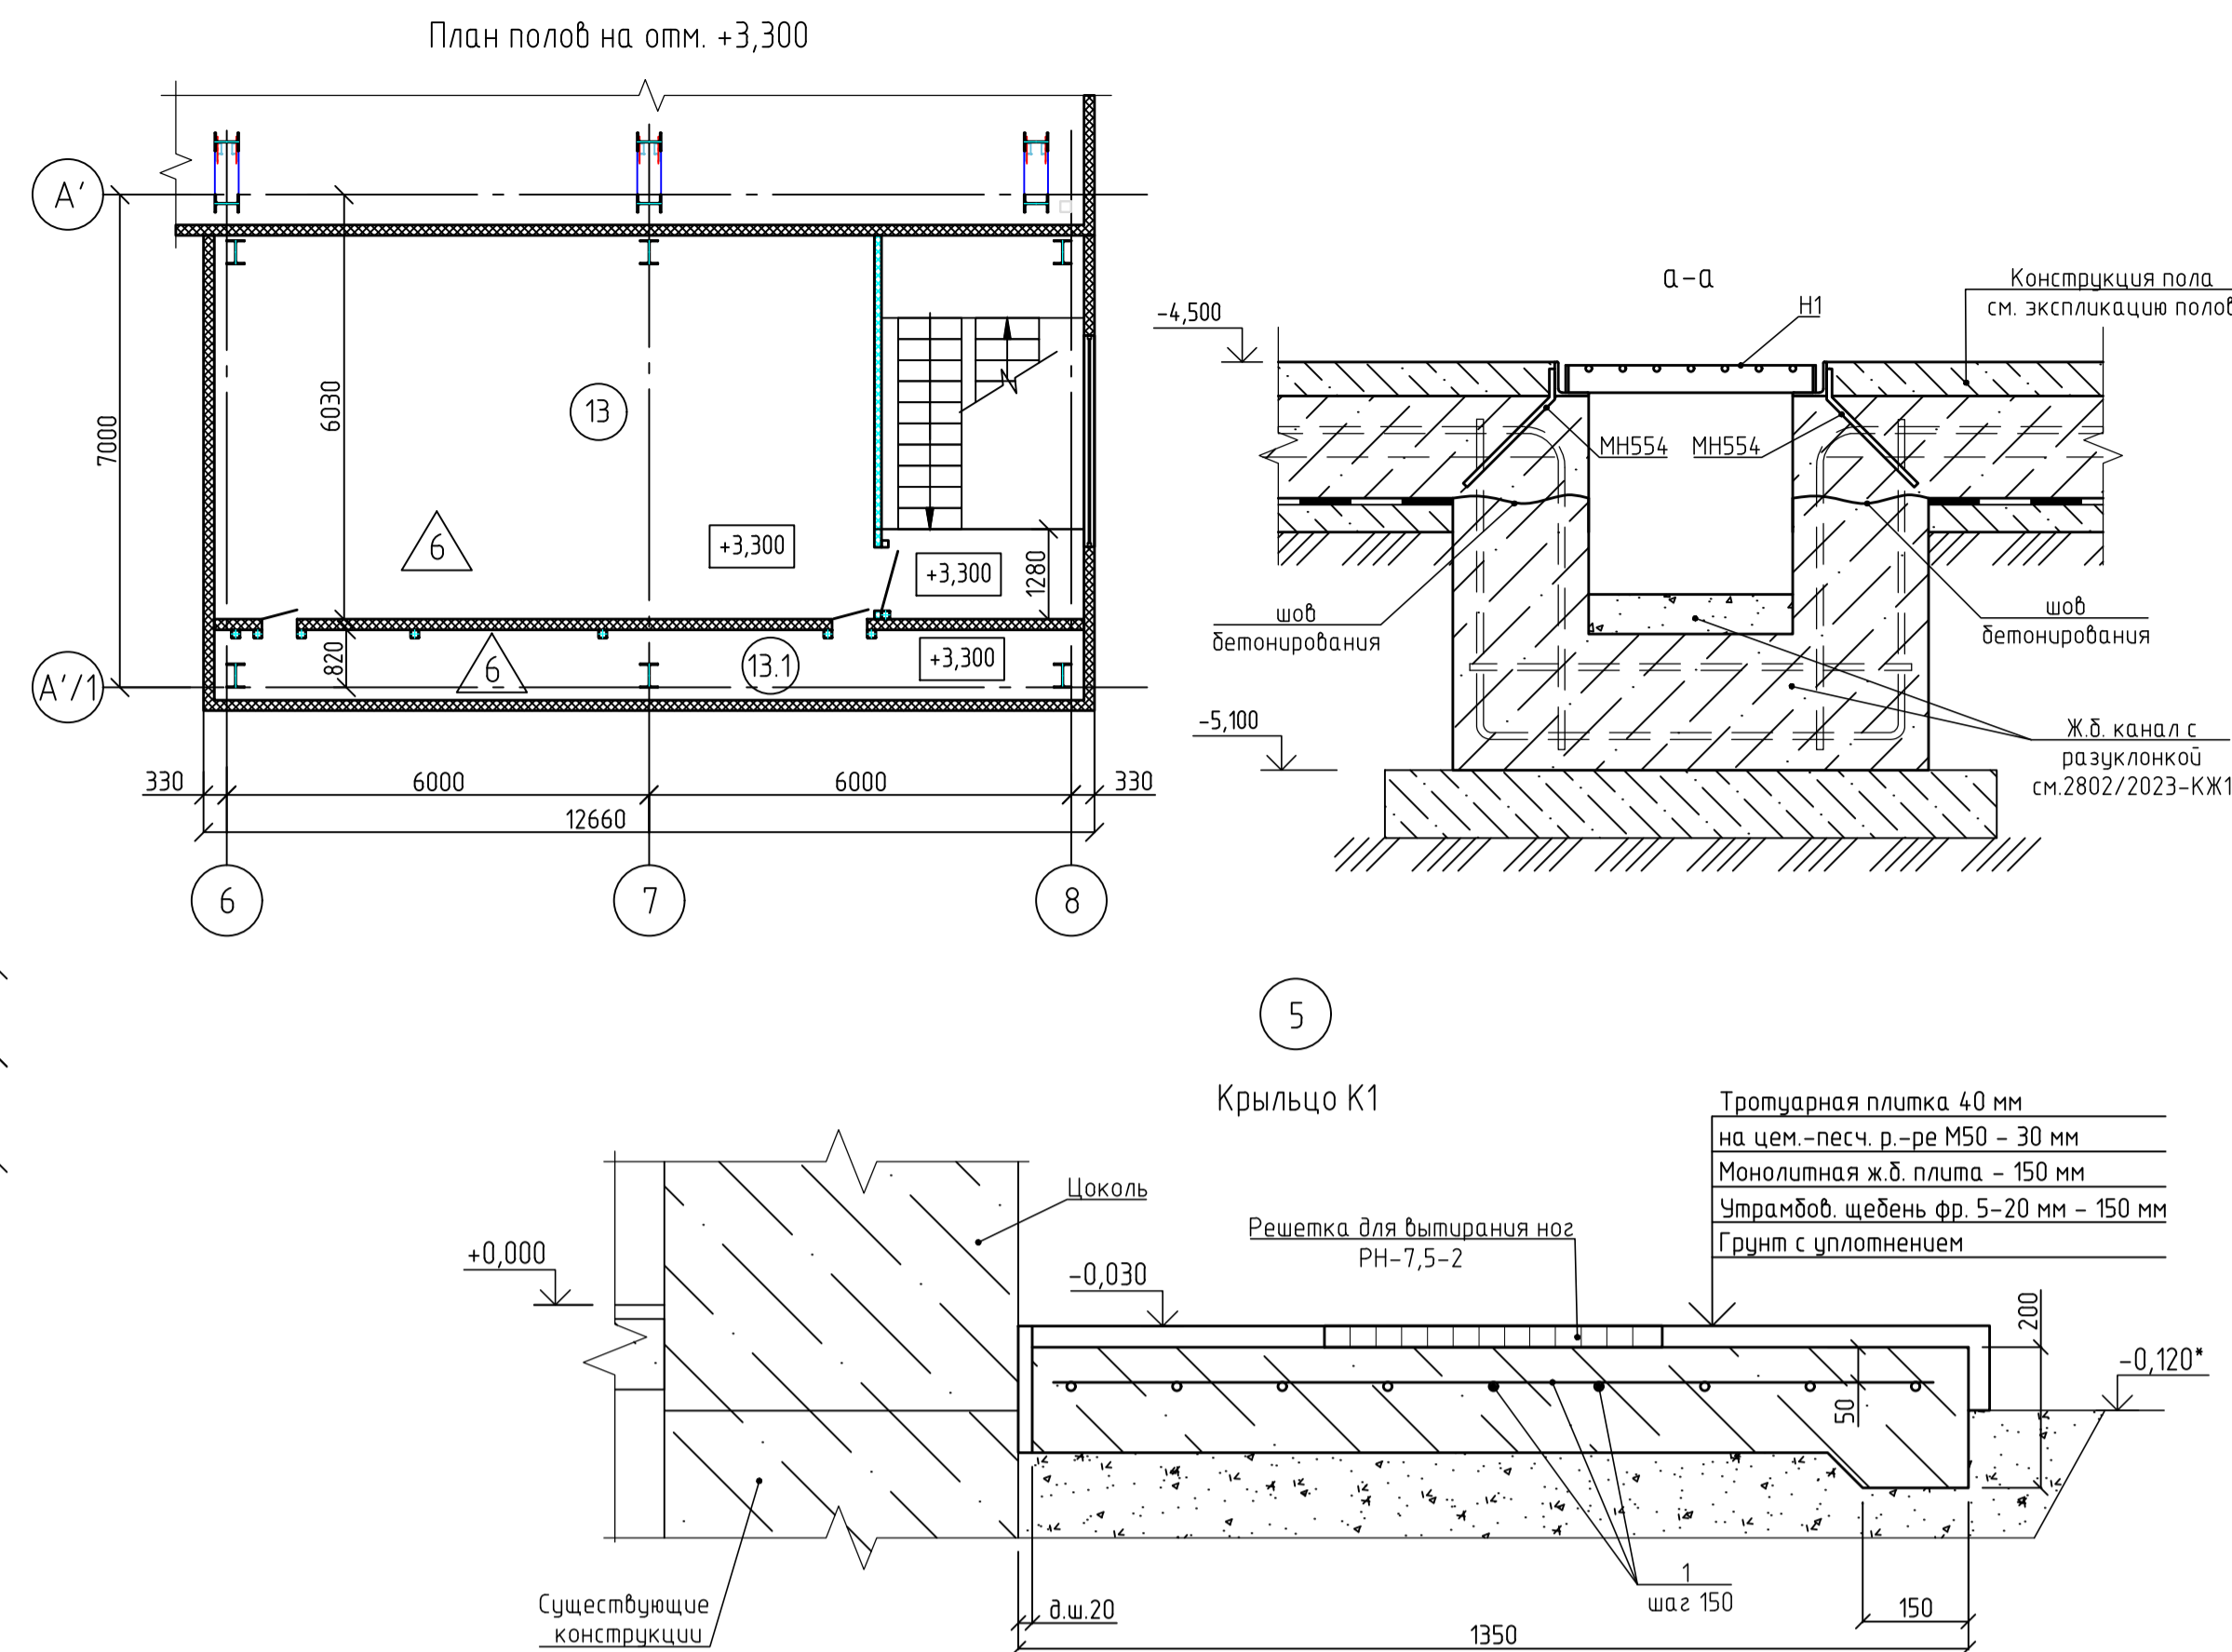 План полов на отм. +3,300
А′
7000
6030
13
6
+3,300
+3,300
1280
820
6
13.1
+3,300
А′/1
330
6000
6000
330
12660
6
7
8
а-а
-4,500
Н1
Конструкция пола
см. экспликацию полов
МН554
МН554
шов
бетонирования
шов
бетонирования
-5,100
Ж.б. канал с
разуклонкой
см.2802/2023-КЖ1
5
Крыльцо К1
Тротуарная плитка 40 мм
на цем.-песч. р.-ре М50 - 30 мм
Монолитная ж.б. плита - 150 мм
Утрамбов. щебень фр. 5-20 мм - 150 мм
Грунт с уплотнением
Цоколь
Решетка для вытирания ног
РН-7,5-2
+0,000
-0,030
200
-0,120*
50
1
шаг 150
Существующие
конструкции
д.ш.20
150
1350